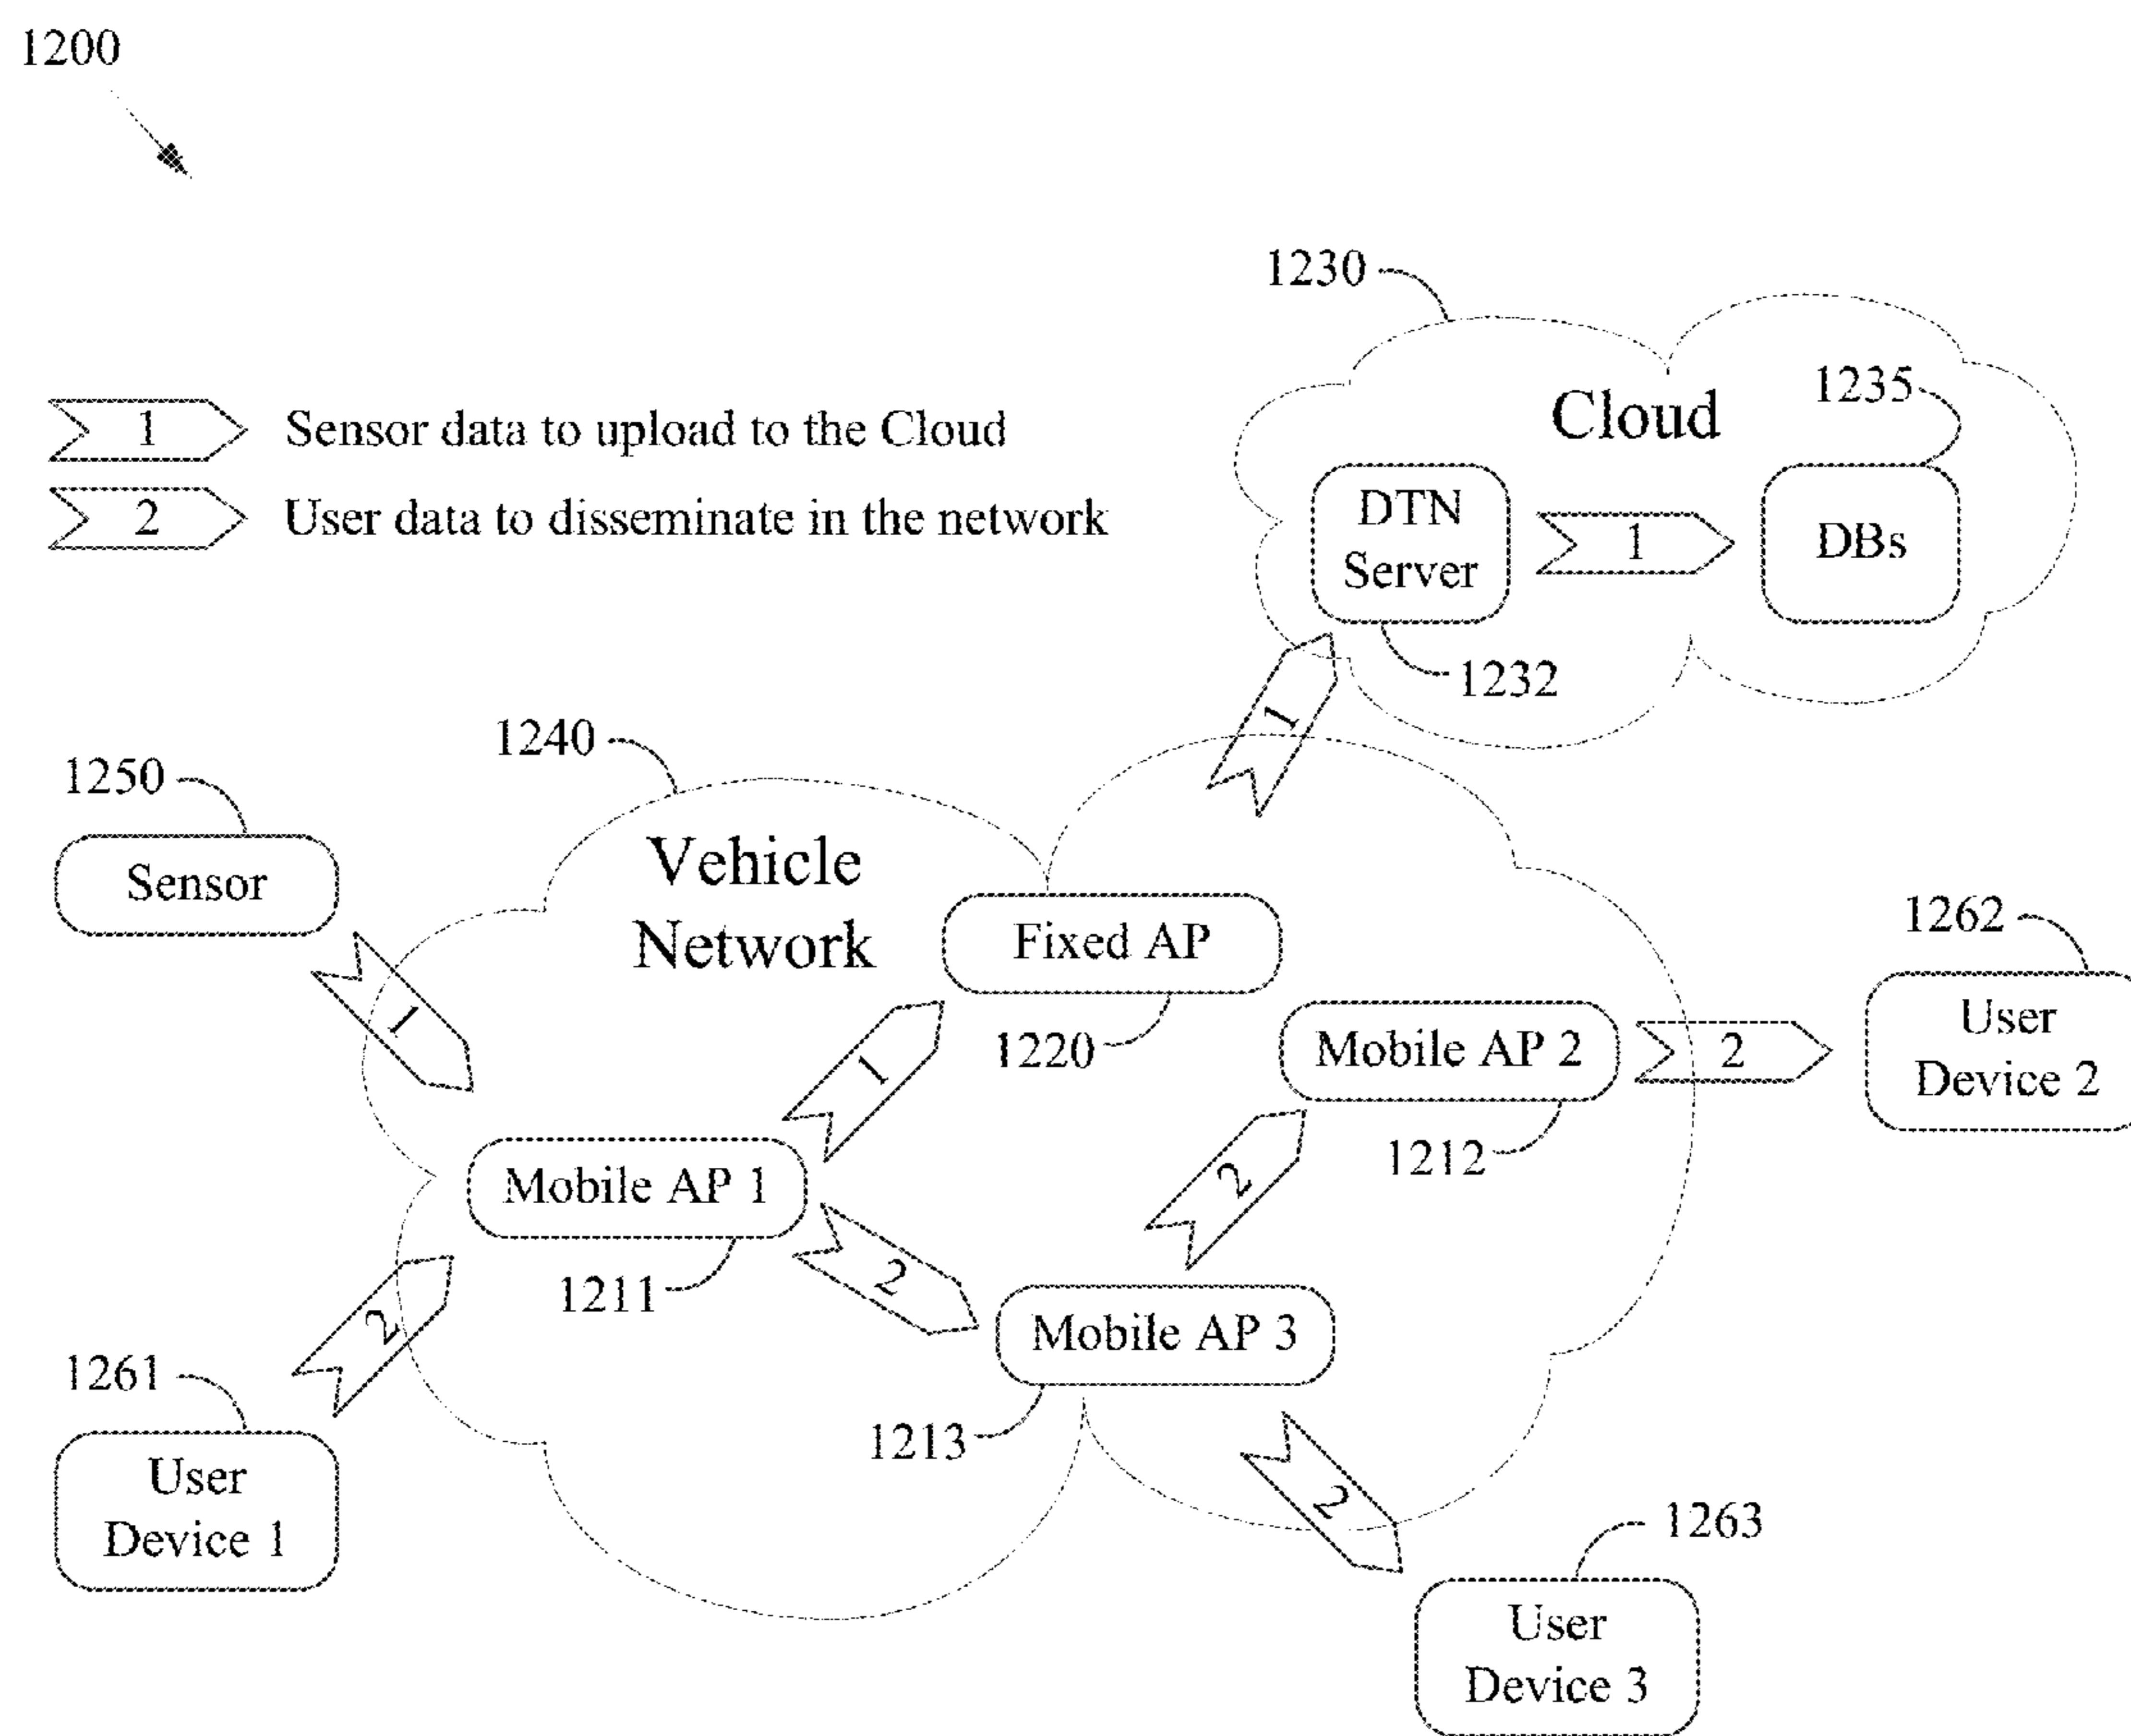 1200
1230
Cloud
1235
1 Sensor data to upload to the Cloud
2 User data to disseminate in the network
DTN
Server
1
DBs
1232
1
1240
1250
Vehicle
Network
Sensor
1
Fixed AP
1220
1
1262
User
Device 2
Mobile AP 2
2
1212
Mobile AP 1
1211
2
2
Mobile AP 3
1213
2
1261
User
Device 1
2
1263
User
Device 3